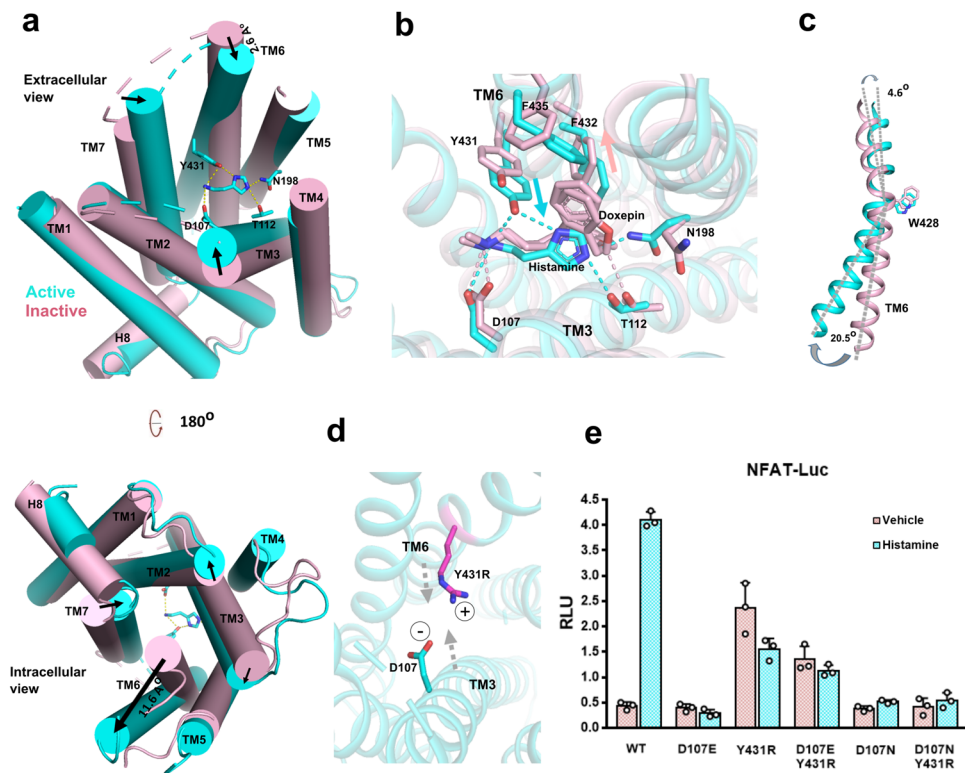 a
2.6 A°
TM6
Extracellular
view
TM7
TM5
Y431
N198
TM4
D107
T112
TM1
TM2
TM3
Active
Inactive
H8
b
TM6
F435
F432
Y431
Doxepin
N198
Histamine
D107
TM3
T112
c
4.6°
W428
TM6
20.5°
180°
H8
TM1
TM4
TM2
TM7
TM3
Intracellular
view
TM6
11.6 A°
TM5
d
TM6
Y431R
+
-
D107
TM3
e
NFAT-Luc
Vehicle
Histamine
RLU
4.5
4.0
3.5
3.0
2.5
2.0
1.5
1.0
0.5
0.0
WT
D107E
Y431R
D107E
Y431R
D107N
D107N
Y431R